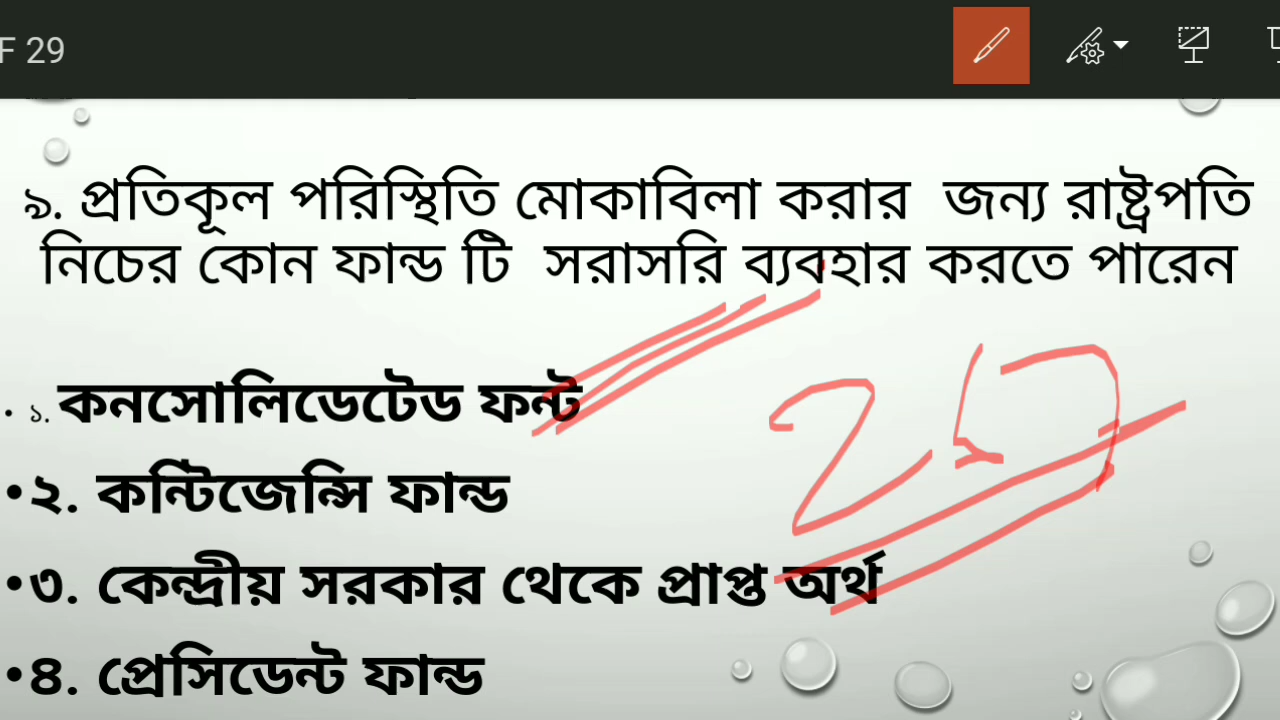 F 29
৯. প্রতিকূল পরিস্থিতি মোকাবিলা করার জন্য রাষ্ট্রপতি
নিচের কোন ফান্ড টি সরাসরি ব্যবহার করতে পারেন
• ১. কনসোলিডেটেড ফন্ট
• ২. কন্টিজেন্সি ফান্ড
• ৩. কেন্দ্রীয় সরকার থেকে প্রাপ্ত অর্থ
• ৪. প্রেসিডেন্ট ফান্ড